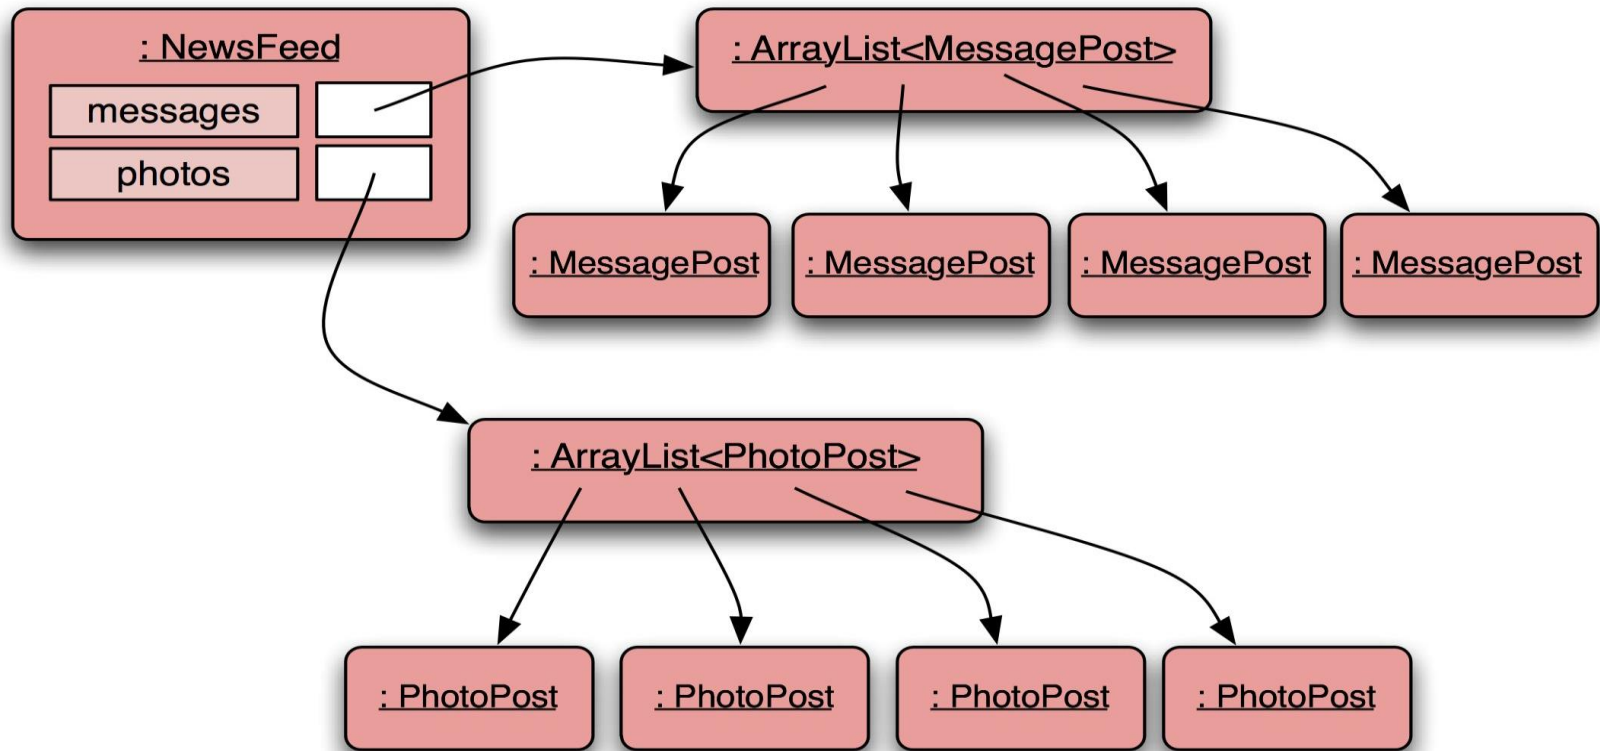 : NewsFeed
messages
photos
: ArrayList<MessagePost>
: MessagePost
: MessagePost
: MessagePost
: MessagePost
: ArrayList<PhotoPost>
: PhotoPost
: PhotoPost
: PhotoPost
: PhotoPost